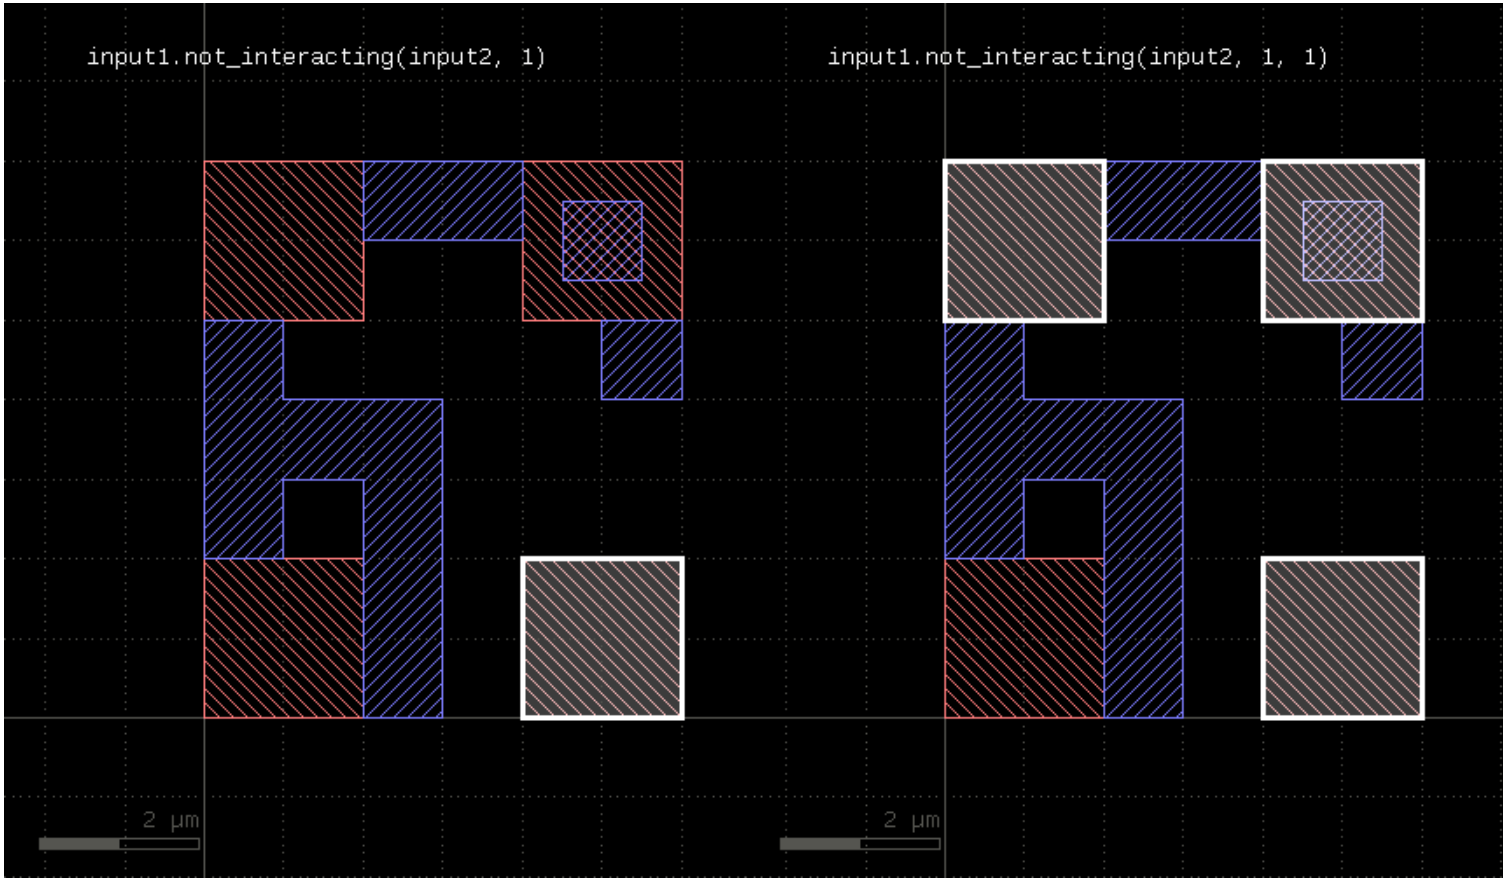 input1.not_interacting(input2, 1)
input1.not_interacting(input2, 1, 1)
2 µm
2 µm